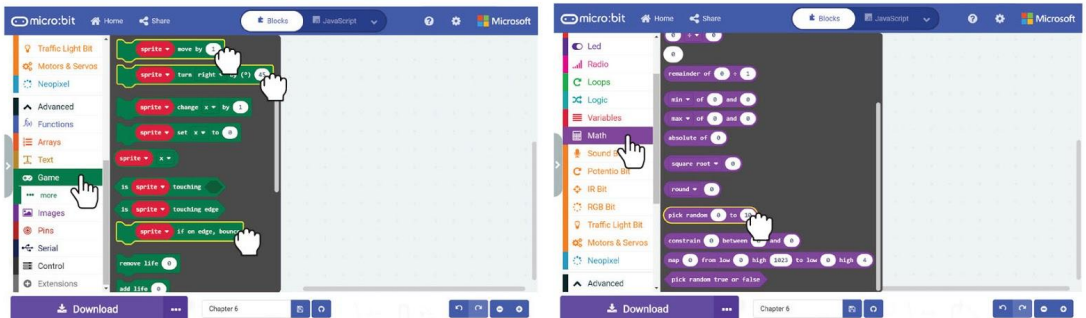 micro:bit Home Share Blocks JavaScript Microsoft
Traffic Light Bit
Motors & Servos
Neopixel
Advanced
Functions
Arrays
Text
Game
more
Images
Pins
Serial
Control
Extensions
sprite move by 1
sprite turn right by (°) 45
sprite change x by 1
sprite set x to 0
sprite x
is sprite touching
is sprite touching edge
sprite if on edge, bounce
remove life 0
add life 0
Download ... Chapter 6
micro:bit Home Share Blocks JavaScript Microsoft
Led
Radio
Loops
Logic
Variables
Math
Sound B
Potentio Bit
IR Bit
RGB Bit
Traffic Light Bit
Motors & Servos
Neopixel
Advanced
0 ÷ 0
0
remainder of 0 ÷ 1
min of 0 and 0
max of 0 and 0
absolute of 0
square root 0
round 0
pick random 0 to 10
constrain 0 between 0 and 0
map 0 from low 0 high 1023 to low 0 high 4
pick random true or false
Download ... Chapter 6